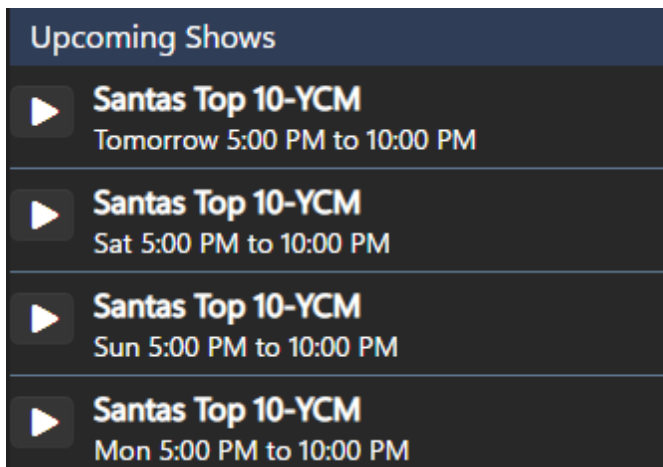 Upcoming Shows
Santas Top 10-YCM
Tomorrow 5:00 PM to 10:00 PM
Santas Top 10-YCM
Sat 5:00 PM to 10:00 PM
Santas Top 10-YCM
Sun 5:00 PM to 10:00 PM
Santas Top 10-YCM
Mon 5:00 PM to 10:00 PM